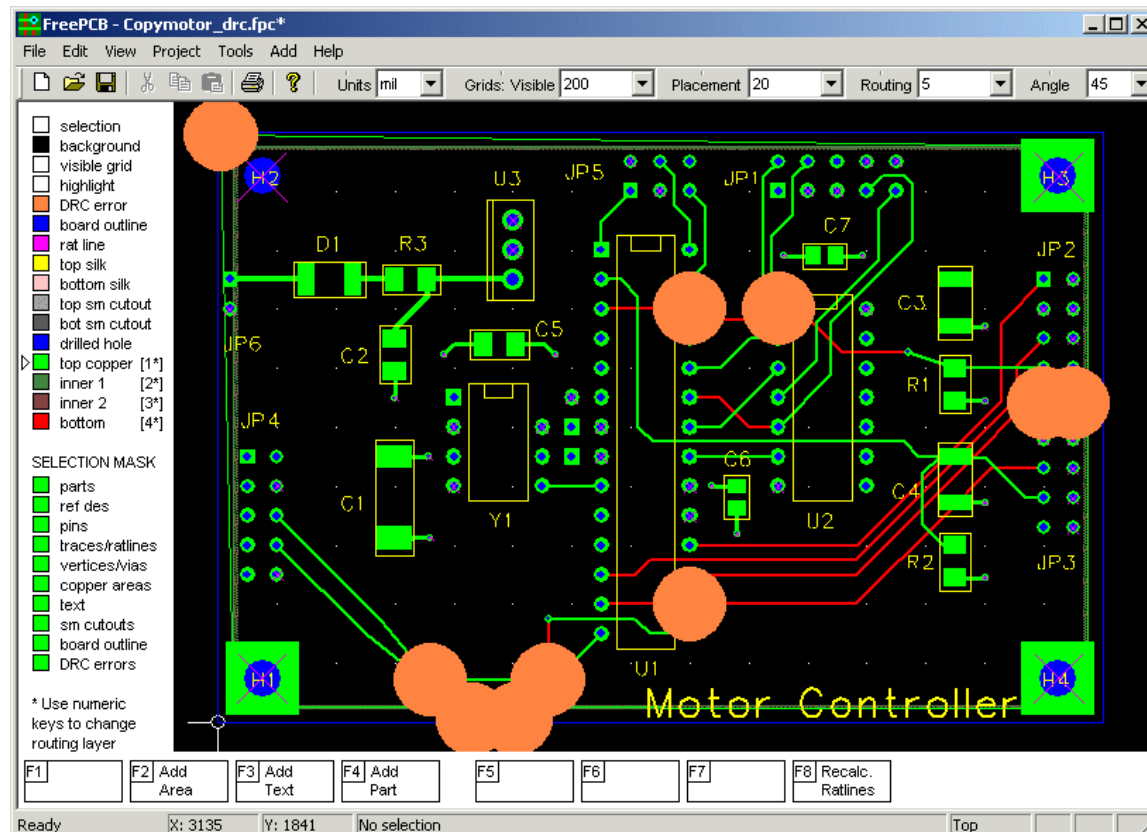 FreePCB - Copymotor_drc.fpc*
File Edit View Project Tools Add Help
Units mil Grids: Visible 200 Placement 20 Routing 5 Angle 45
selection
background
visible grid
highlight
DRC error
board outline
rat line
top silk
bottom silk
top sm cutout
bot sm cutout
drilled hole
top copper [1*]
inner 1 [2*]
inner 2 [3*]
bottom [4*]
SELECTION MASK
parts
ref des
pins
traces/ratlines
vertices/vias
copper areas
text
sm cutouts
board outline
DRC errors
* Use numeric
keys to change
routing layer
H2 U3 JP5 JP1 H3
D1 R3 C7 JP2
C3
JP6 C2 C5
R1
JP4
C6
C1 Y1 U2 C4
R2 JP3
H1 U1 H4
Motor Controller
F1 F2 Add Area F3 Add Text F4 Add Part F5 F6 F7 F8 Recalc. Ratlines
Ready X: 3135 Y: 1841 No selection Top